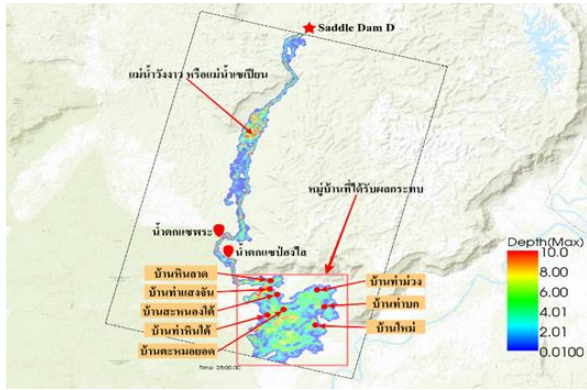 Saddle Dam D
แม่น้ำวังงาว หรือแม่น้ำเซเปียน
หมู่บ้านที่ได้รับผลกระทบ
น้ำตกแซพระ
น้ำตกแซป่องไล
บ้านหินลาด
บ้านท่าแสงจัน
บ้านสะหนองใต้
บ้านท่าหินใต้
บ้านตะหมอยอด
บ้านท่าม่วง
บ้านท่าบก
บ้านใหม่
Depth(Max)
10.0
8.00
6.01
4.01
2.01
0.0100
Time: 25:00:00